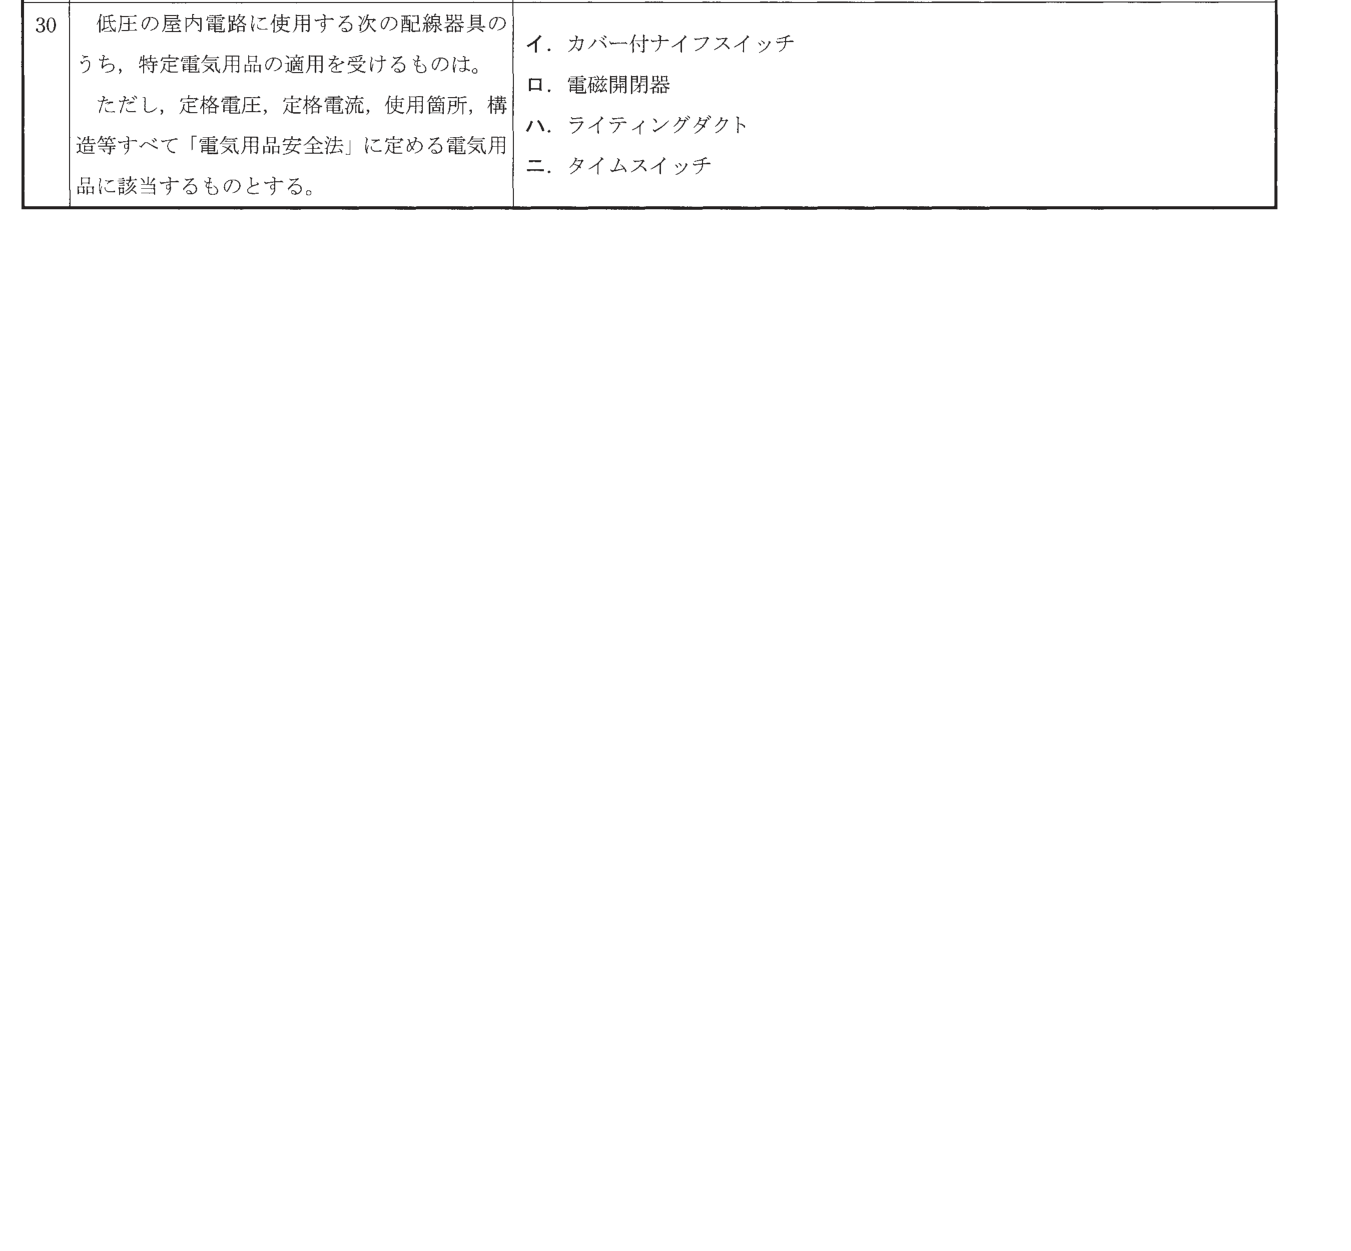 30
低圧の屋内電路に使用する次の配線器具の
うち，特定電気用品の適用を受けるものは。
ただし，定格電圧，定格電流，使用箇所，構
造等すべて「電気用品安全法」に定める電気用
品に該当するものとする。
イ．カバー付ナイフスイッチ
ロ．電磁開閉器
ハ．ライティングダクト
ニ．タイムスイッチ